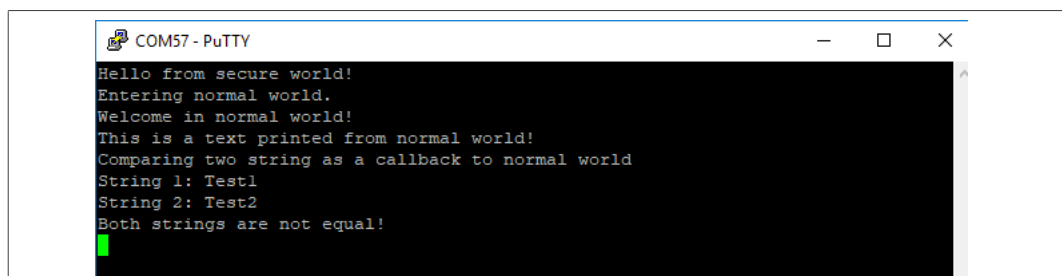 COM57 - PuTTY
Hello from secure world!
Entering normal world.
Welcome in normal world!
This is a text printed from normal world!
Comparing two string as a callback to normal world
String 1: Test1
String 2: Test2
Both strings are not equal!